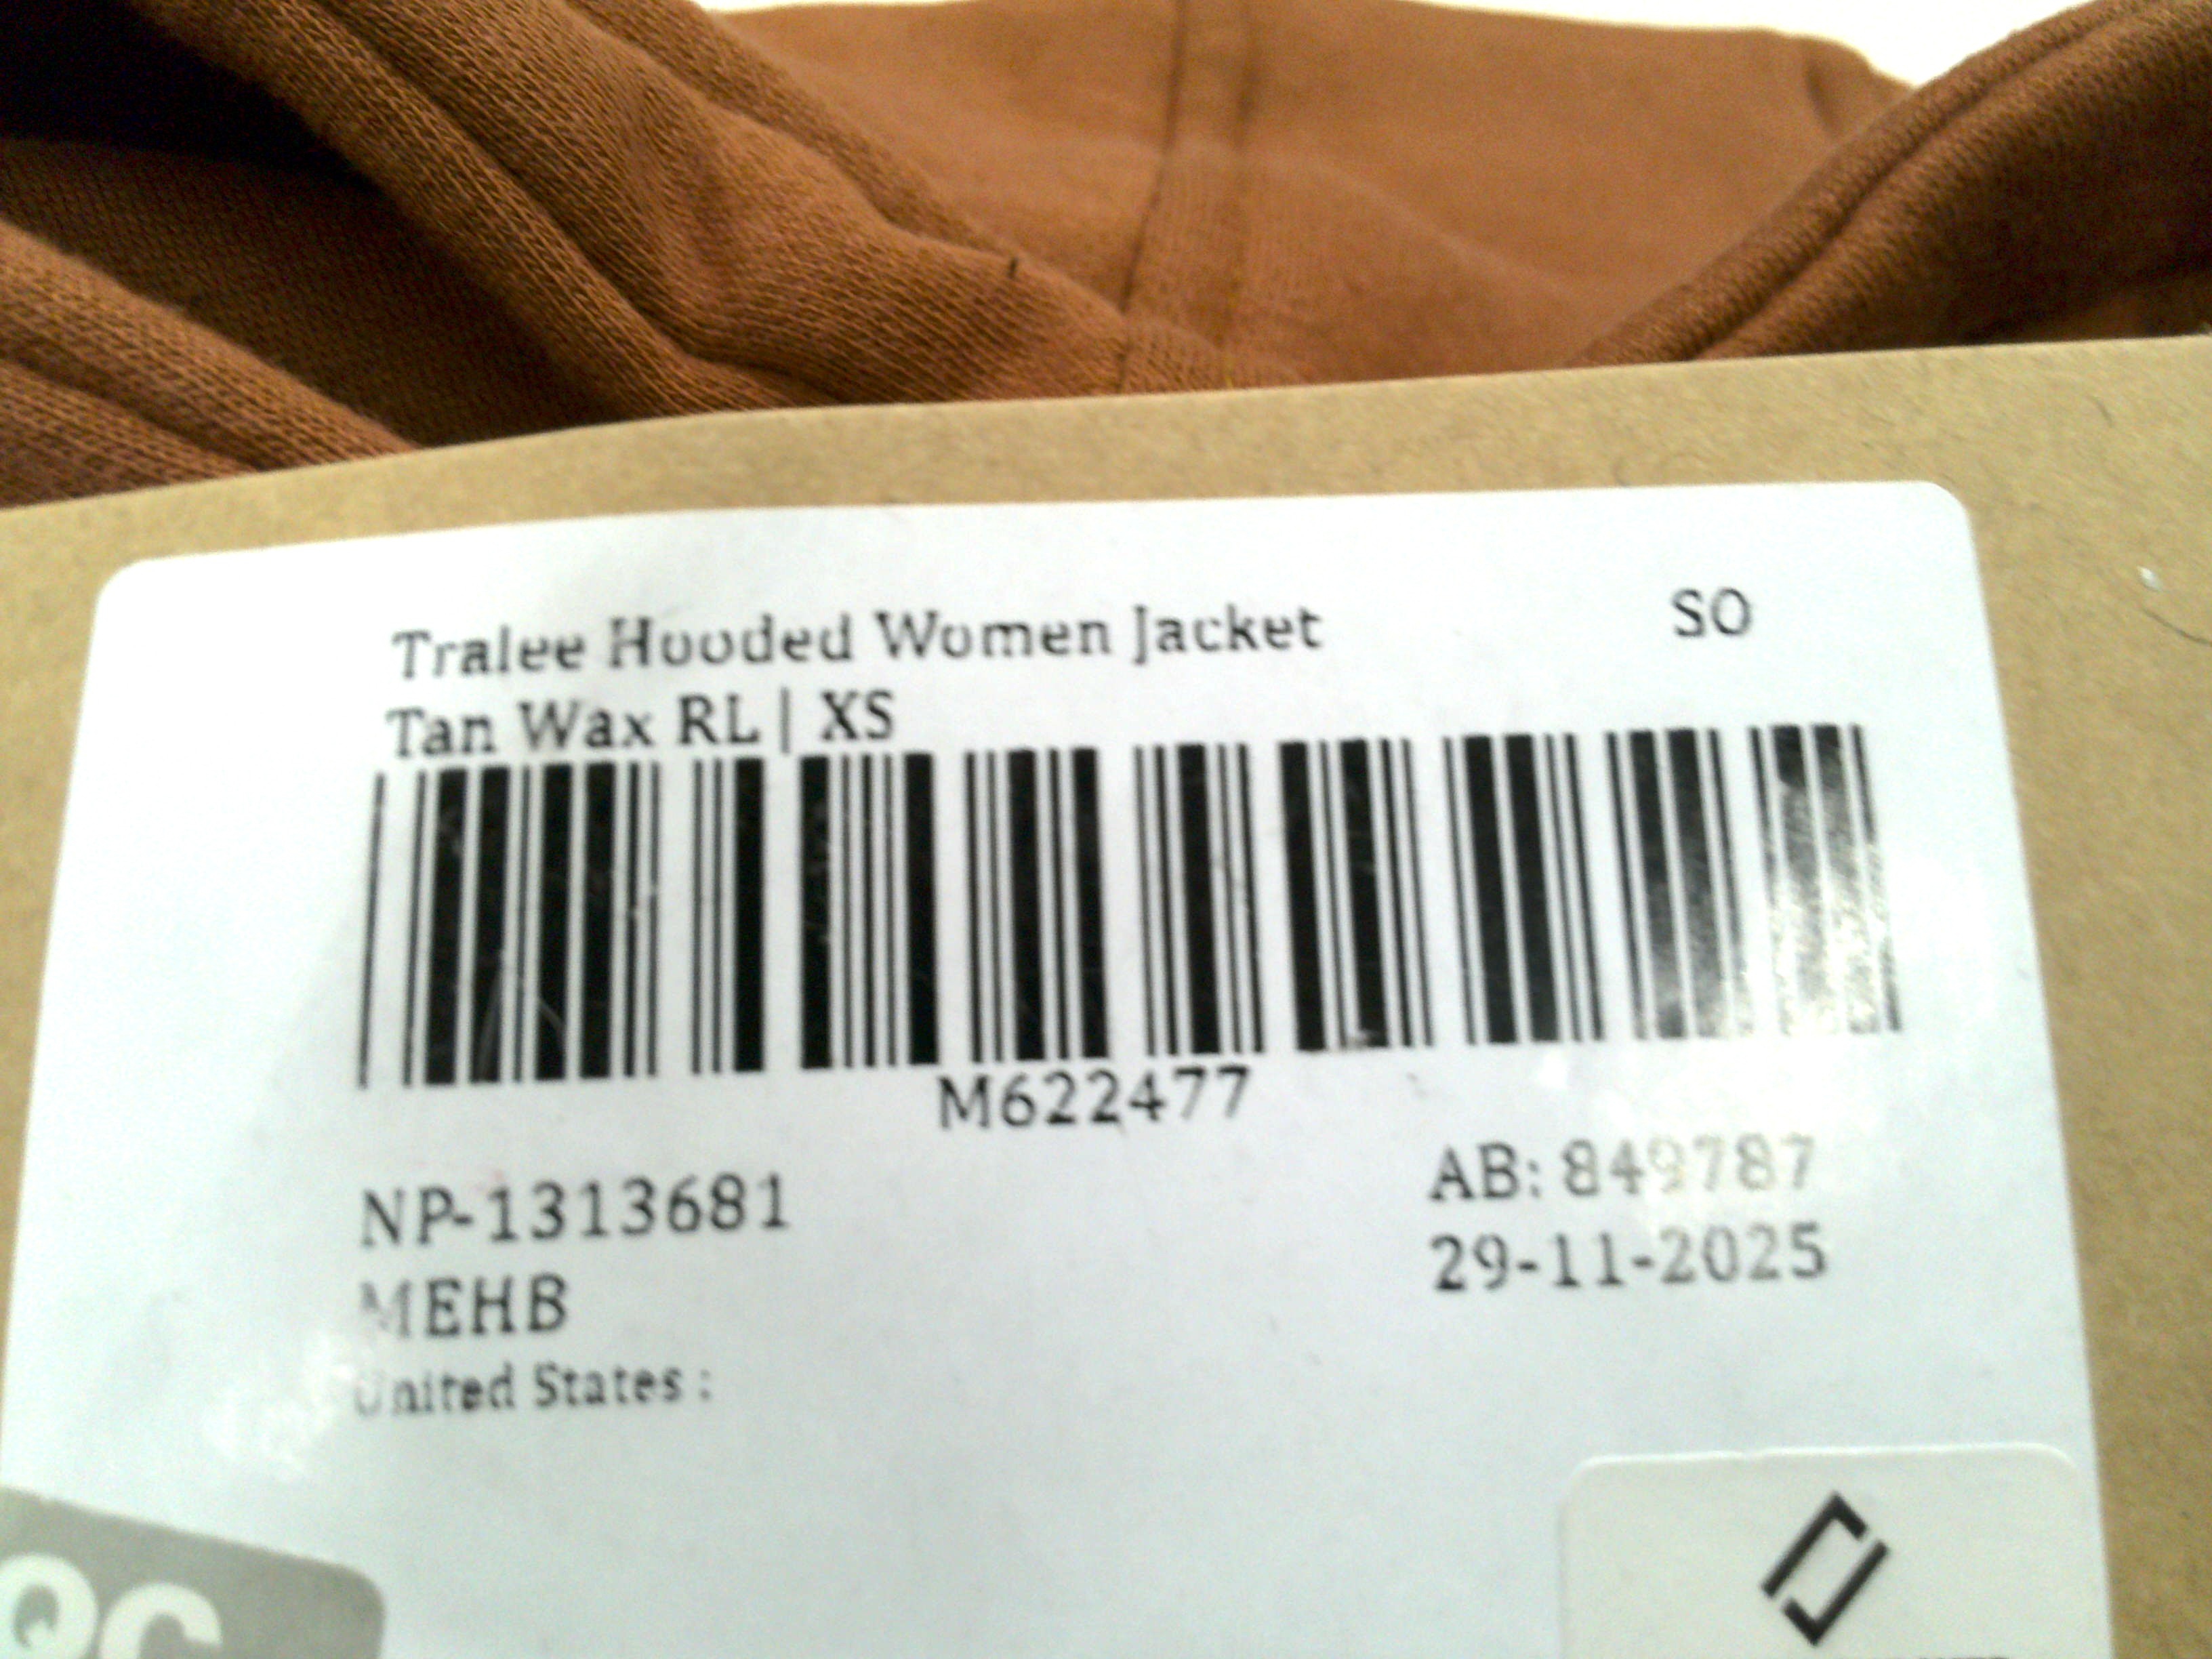 Tralee Hooded Women Jacket SO
Tan Wax RL | XS
M622477
NP-1313681 AB: 849787
MEHB 29-11-2025
United States :
QC